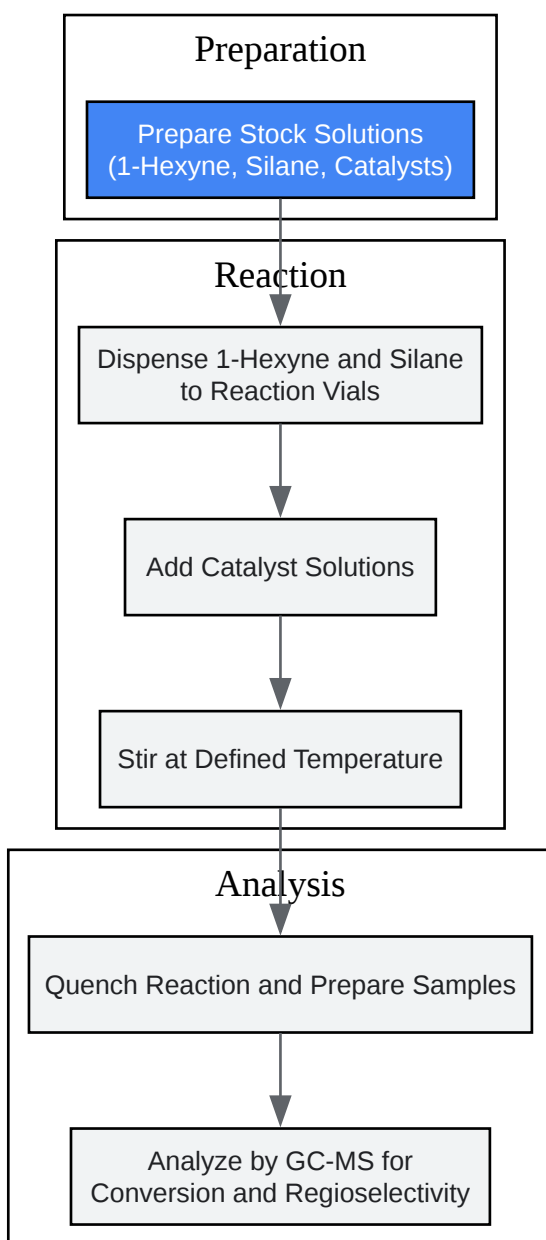 Preparation
Prepare Stock Solutions
(1-Hexyne, Silane, Catalysts)
Reaction
Dispense 1-Hexyne and Silane
to Reaction Vials
Add Catalyst Solutions
Stir at Defined Temperature
Analysis
Quench Reaction and Prepare Samples
Analyze by GC-MS for
Conversion and Regioselectivity